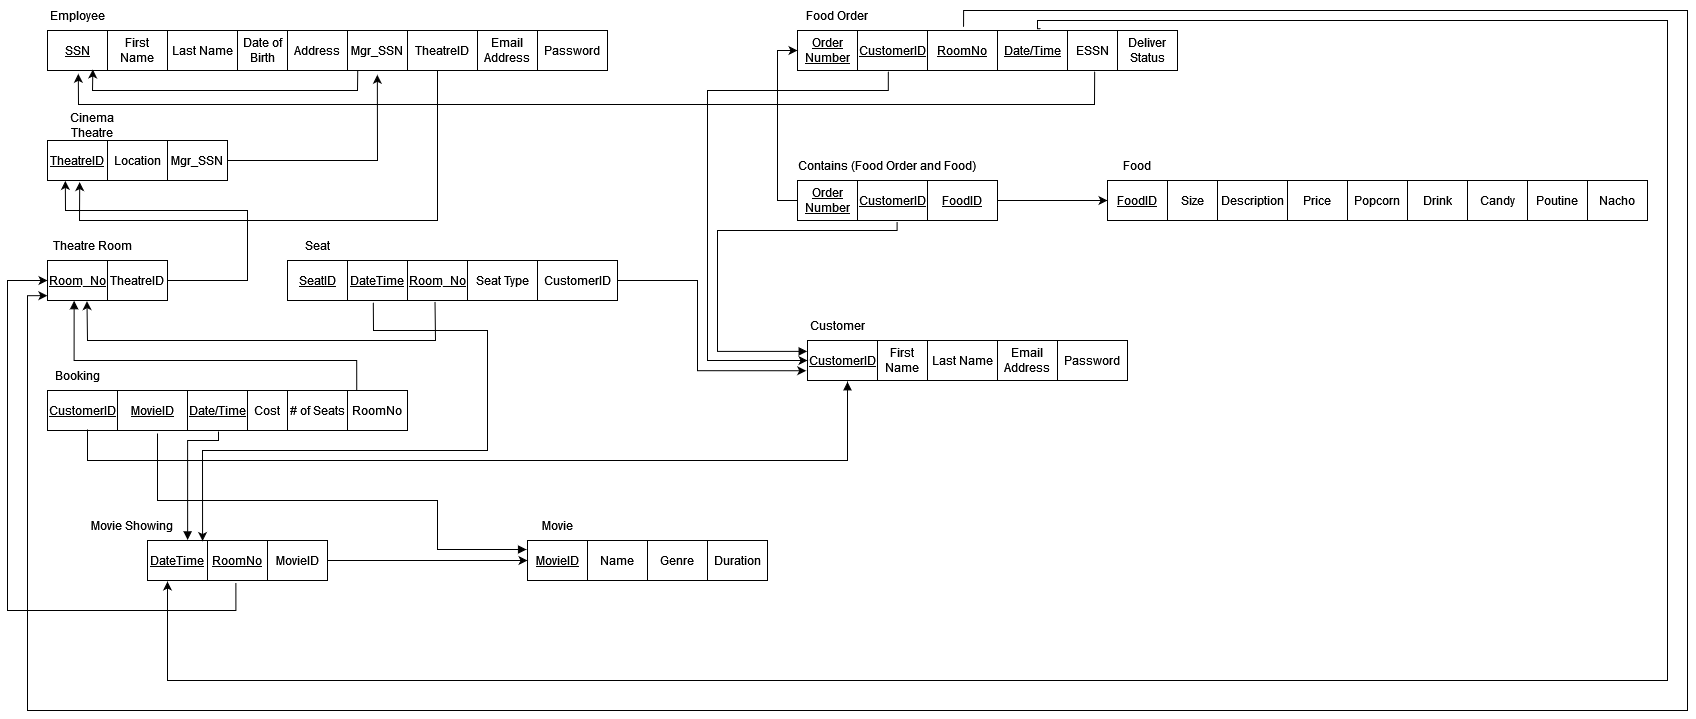 Employee
SSN
First
Name
Last Name
Date of
Birth
Address
Mgr_SSN
TheatreID
Email
Address
Password
Food Order
Order
Number
CustomerID
RoomNo
Date/Time
ESSN
Deliver
Status
Cinema
Theatre
TheatreID
Location
Mgr_SSN
Contains (Food Order and Food)
Order
Number
CustomerID
FoodID
Food
FoodID
Size
Description
Price
Popcorn
Drink
Candy
Poutine
Nacho
Theatre Room
Room_No
TheatreID
Seat
SeatID
DateTime
Room_No
Seat Type
CustomerID
Customer
CustomerID
First
Name
Last Name
Email
Address
Password
Booking
CustomerID
MovieID
Date/Time
Cost
# of Seats
RoomNo
Movie Showing
DateTime
RoomNo
MovieID
Movie
MovieID
Name
Genre
Duration